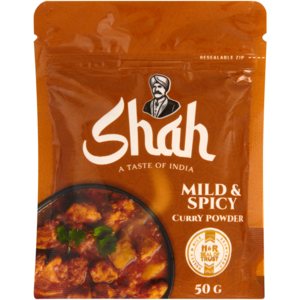 RESEALABLE ZIP
Shah
A TASTE OF INDIA
MILD &
SPICY
CURRY POWDER
50 G